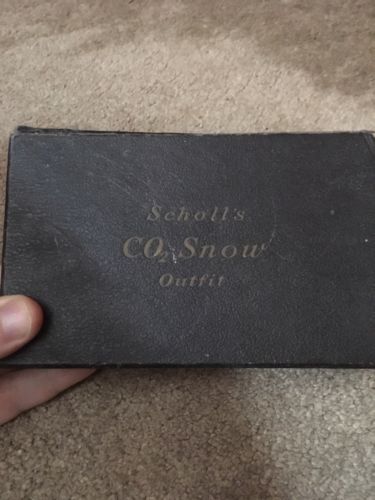 Scholl's
CO₂ Snow
Outfit